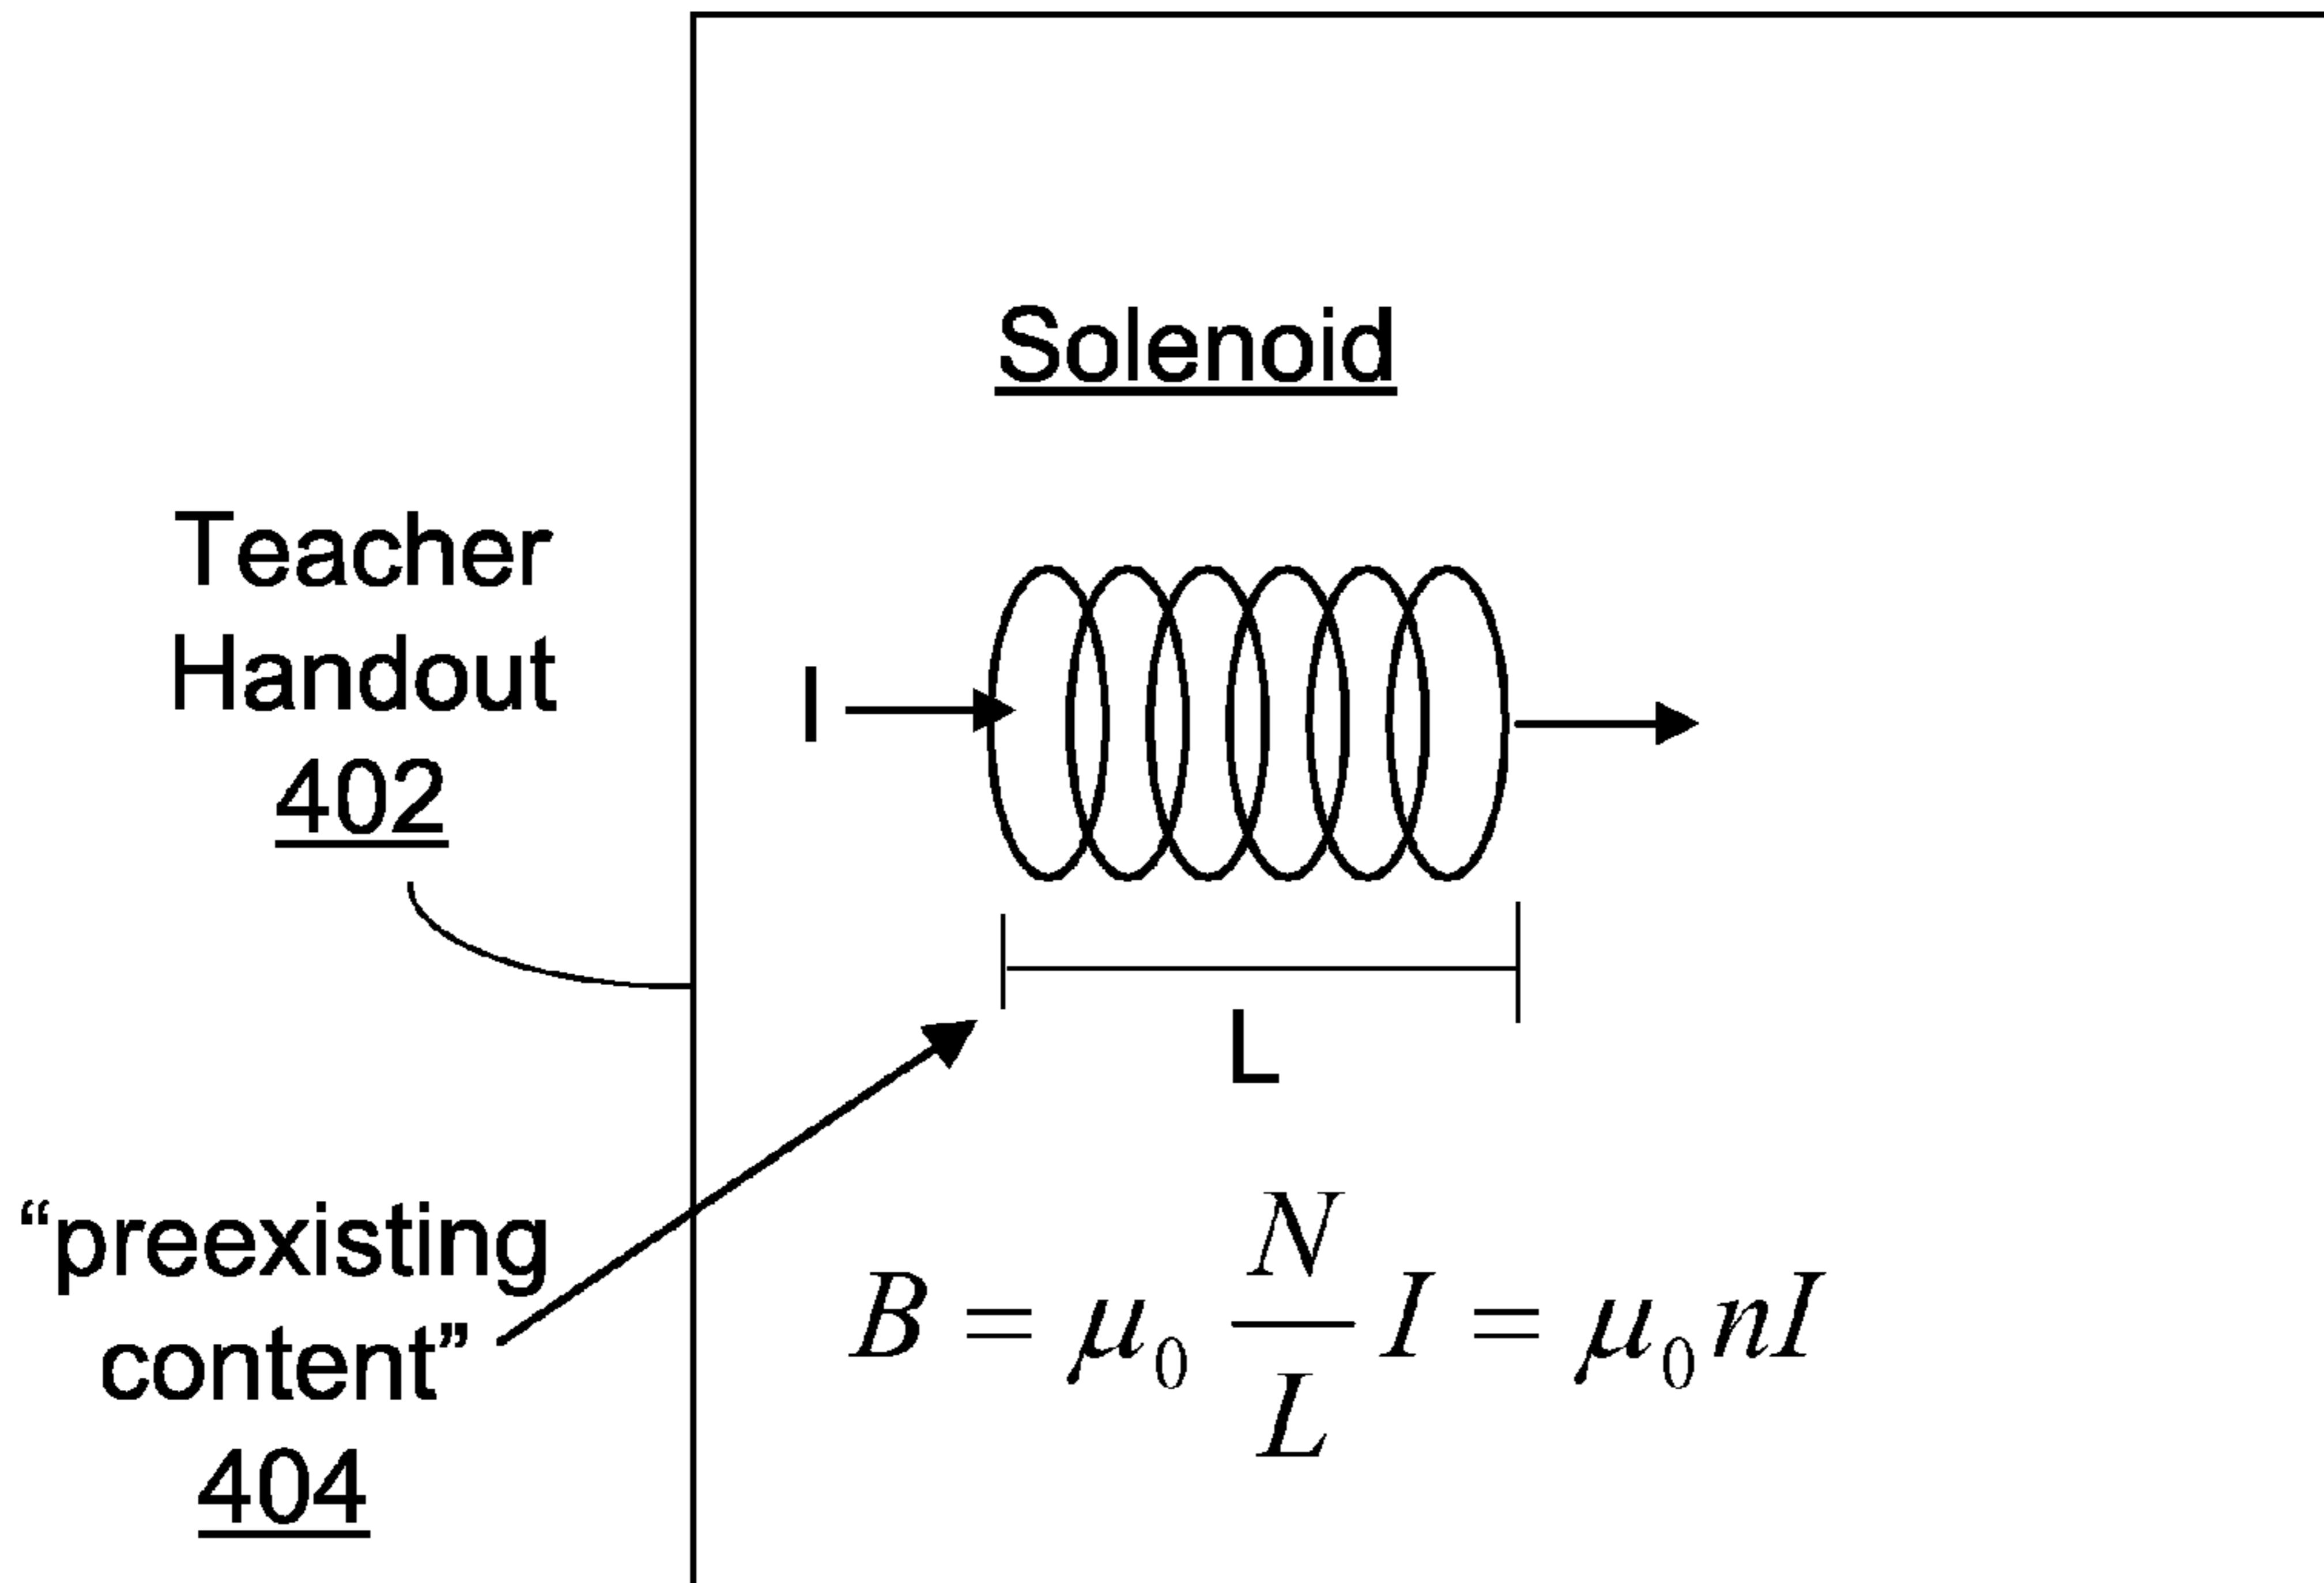 Solenoid
Teacher
Handout
402
I
L
“preexisting
content”
404
B = μ₀ N/L I = μ₀nI